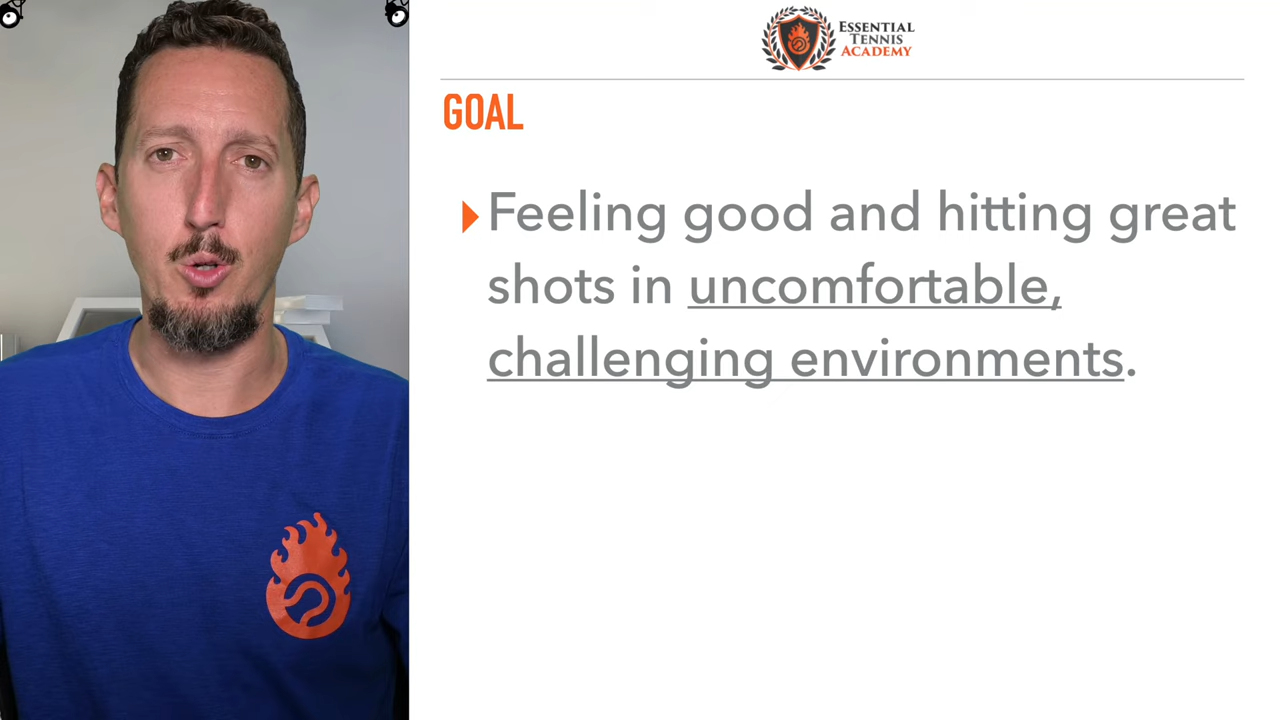 ESSENTIAL
TENNIS
ACADEMY
GOAL
Feeling good and hitting great
shots in uncomfortable,
challenging environments.